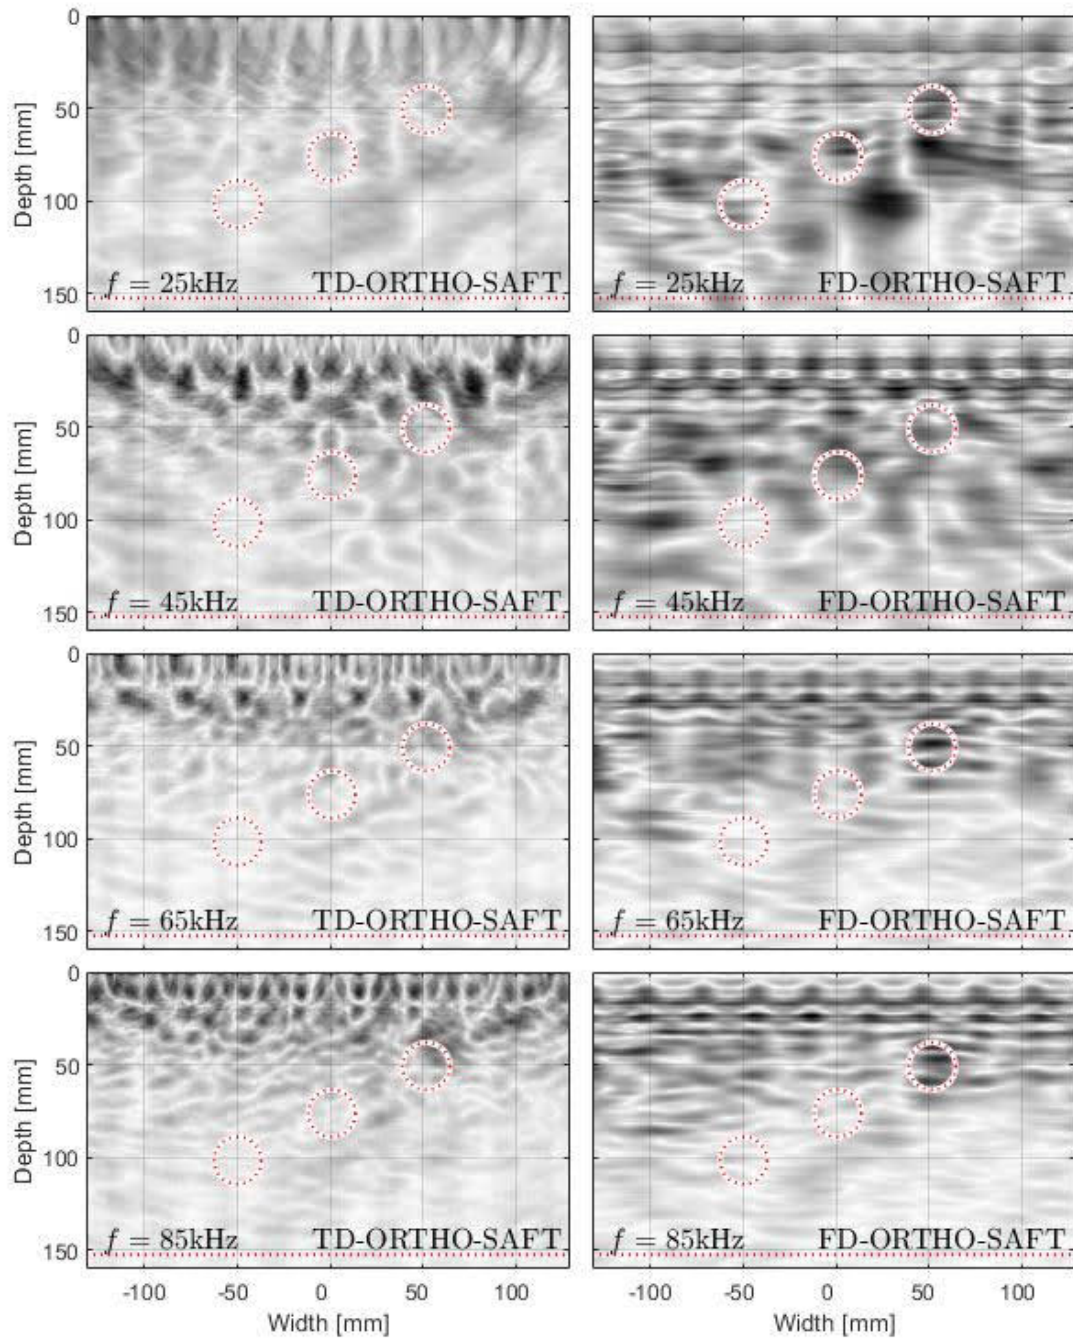 0
50
100
150
Depth [mm]
f = 25kHz TD-ORTHO-SAFT
f = 25kHz FD-ORTHO-SAFT
0
50
100
150
Depth [mm]
f = 45kHz TD-ORTHO-SAFT
f = 45kHz FD-ORTHO-SAFT
0
50
100
150
Depth [mm]
f = 65kHz TD-ORTHO-SAFT
f = 65kHz FD-ORTHO-SAFT
0
50
100
150
Depth [mm]
f = 85kHz TD-ORTHO-SAFT
f = 85kHz FD-ORTHO-SAFT
-100 -50 0 50 100
-100 -50 0 50 100
Width [mm]
Width [mm]